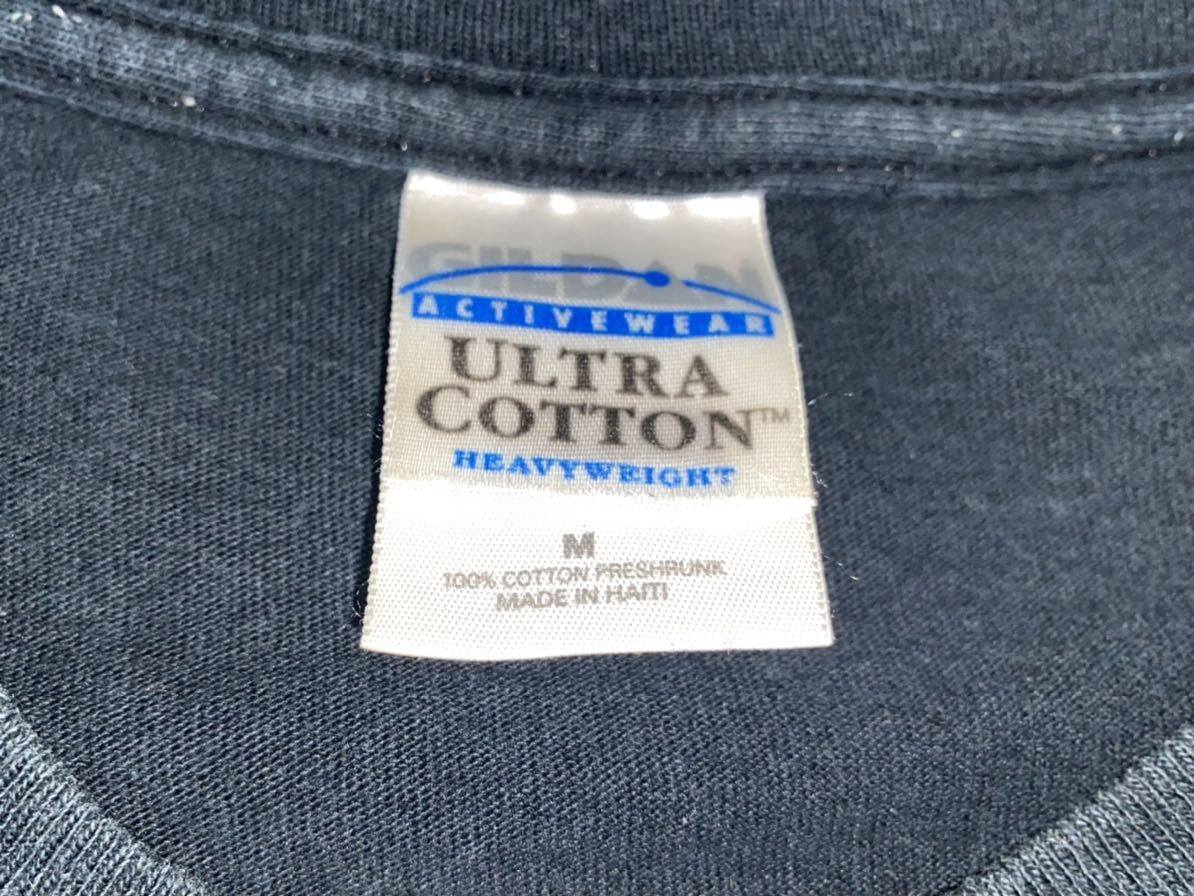 GILDAN
ACTIVEWEAR
ULTRA
COTTON™
HEAVYWEIGHT
M
100% COTTON PRESHRUNK
MADE IN HAITI